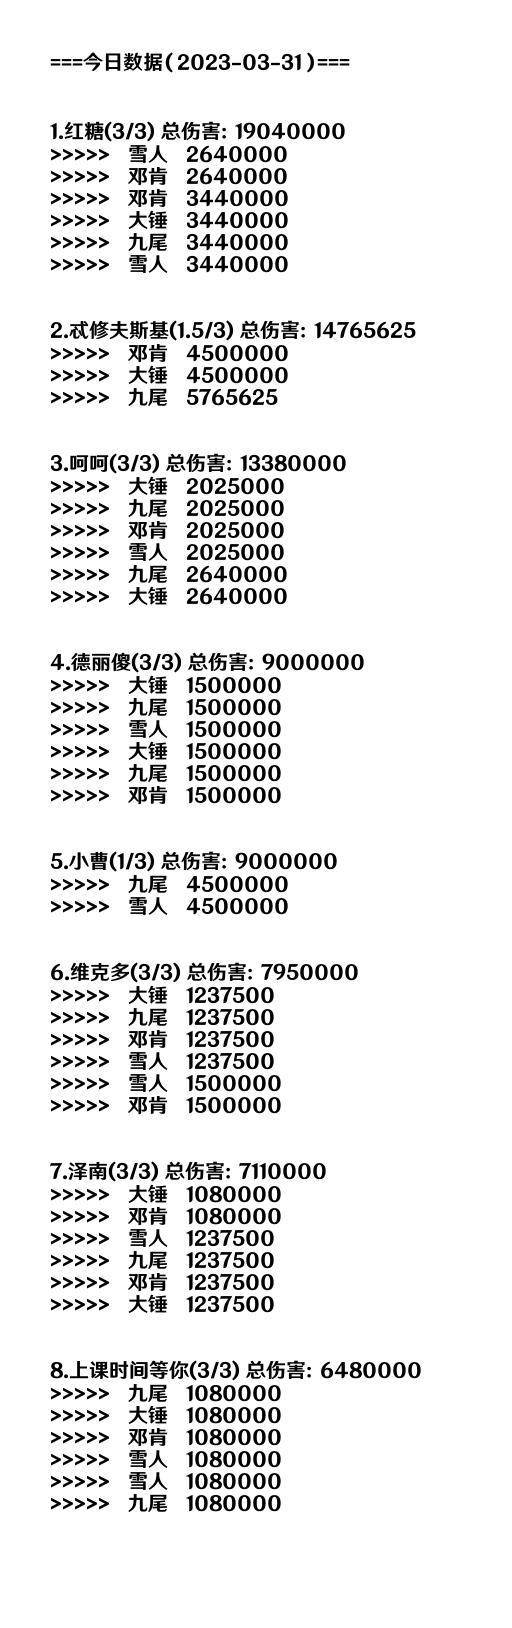 ===今日数据(2023-03-31)===
1.红糖(3/3) 总伤害: 19040000
>>>>> 雪人 2640000
>>>>> 邓肯 2640000
>>>>> 邓肯 3440000
>>>>> 大锤 3440000
>>>>> 九尾 3440000
>>>>> 雪人 3440000
2.忒修夫斯基(1.5/3) 总伤害: 14765625
>>>>> 邓肯 4500000
>>>>> 大锤 4500000
>>>>> 九尾 5765625
3.呵呵(3/3) 总伤害: 13380000
>>>>> 大锤 2025000
>>>>> 九尾 2025000
>>>>> 邓肯 2025000
>>>>> 雪人 2025000
>>>>> 九尾 2640000
>>>>> 大锤 2640000
4.德丽傻(3/3) 总伤害: 9000000
>>>>> 大锤 1500000
>>>>> 九尾 1500000
>>>>> 雪人 1500000
>>>>> 大锤 1500000
>>>>> 九尾 1500000
>>>>> 邓肯 1500000
5.小曹(1/3) 总伤害: 9000000
>>>>> 九尾 4500000
>>>>> 雪人 4500000
6.维克多(3/3) 总伤害: 7950000
>>>>> 大锤 1237500
>>>>> 九尾 1237500
>>>>> 邓肯 1237500
>>>>> 雪人 1237500
>>>>> 雪人 1500000
>>>>> 邓肯 1500000
7.泽南(3/3) 总伤害: 7110000
>>>>> 大锤 1080000
>>>>> 邓肯 1080000
>>>>> 雪人 1237500
>>>>> 九尾 1237500
>>>>> 邓肯 1237500
>>>>> 大锤 1237500
8.上课时间等你(3/3) 总伤害: 6480000
>>>>> 九尾 1080000
>>>>> 大锤 1080000
>>>>> 邓肯 1080000
>>>>> 雪人 1080000
>>>>> 雪人 1080000
>>>>> 九尾 1080000